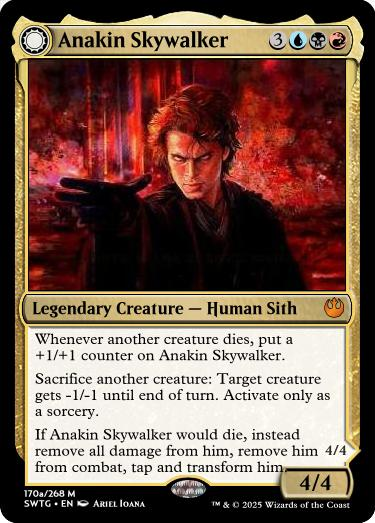 Anakin Skywalker 3
Legendary Creature — Human Sith
Whenever another creature dies, put a
+1/+1 counter on Anakin Skywalker.
Sacrifice another creature: Target creature
gets -1/-1 until end of turn. Activate only as
a sorcery.
If Anakin Skywalker would die, instead
remove all damage from him, remove him 4/4
from combat, tap and transform him.
4/4
170a/268 M
SWTG • EN Ariel Ioana
™ & © 2025 Wizards of the Coast